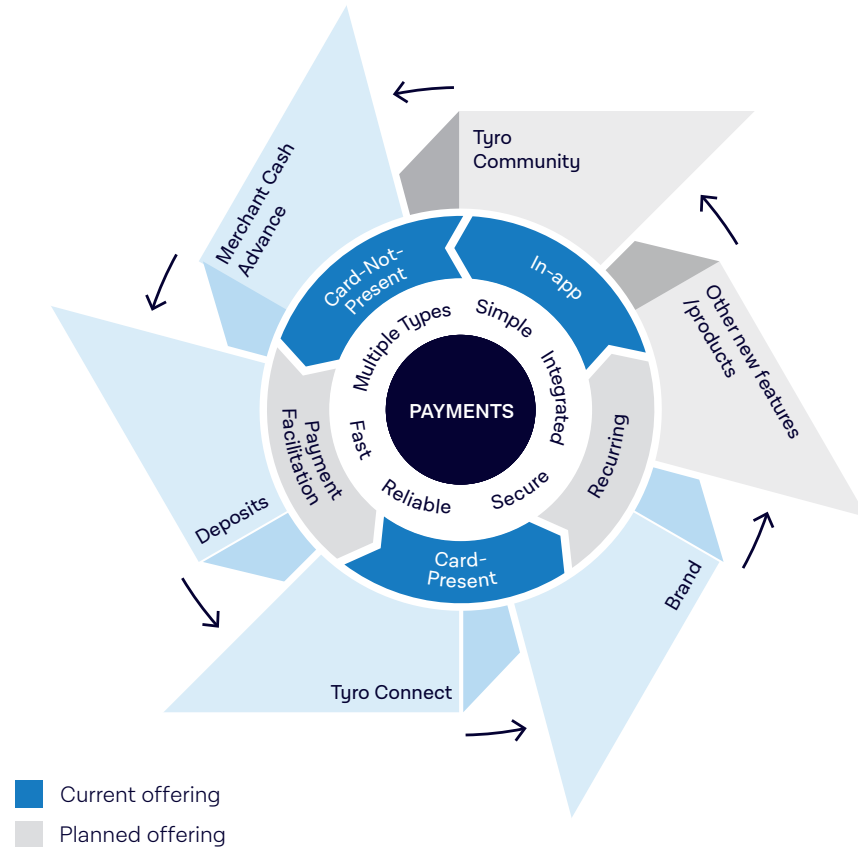 Tyro
Community
Merchant Cash
Advance
Other new features
/products
Card-Not-
Present
In-app
Multiple Types
Simple
Integrated
PAYMENTS
Fast
Reliable
Secure
Payment
Facilitation
Recurring
Card-
Present
Deposits
Brand
Tyro Connect
Current offering
Planned offering